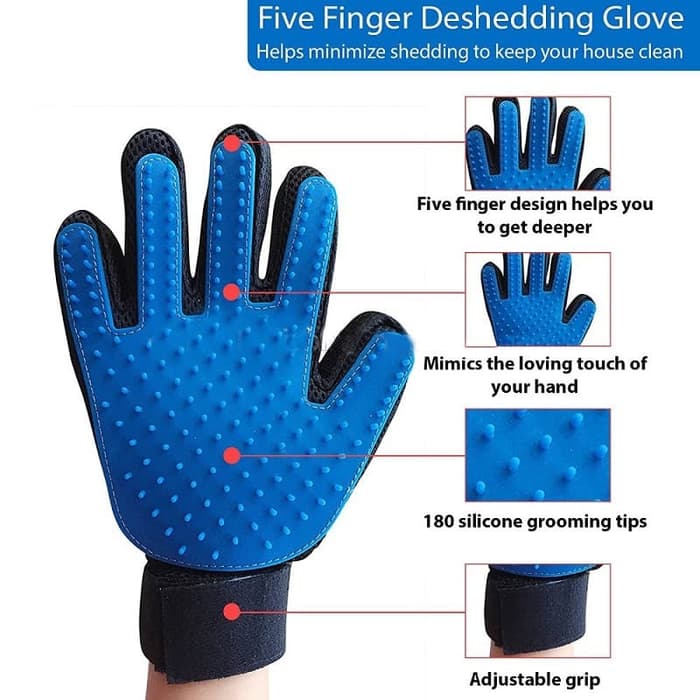 Five Finger Deshedding Glove
Helps minimize shedding to keep your house clean
Five finger design helps you
to get deeper
Mimics the loving touch of
your hand
180 silicone grooming tips
Adjustable grip